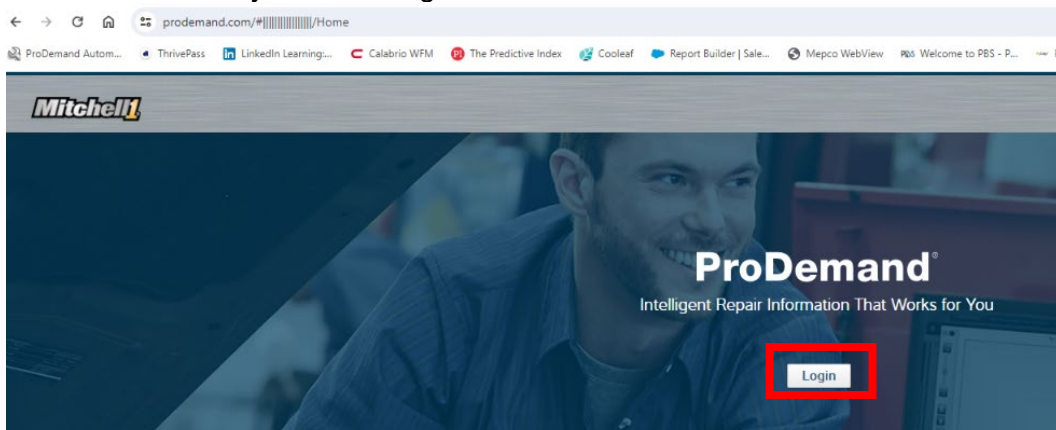 prodemand.com/#||||||||||||||||||/Home
ProDemand Autom... ThrivePass LinkedIn Learning:... Calabrio WFM The Predictive Index Cooleaf Report Builder | Sale... Mepco WebView PBS Welcome to PBS - P...
Mitchell1
ProDemand®
Intelligent Repair Information That Works for You
Login